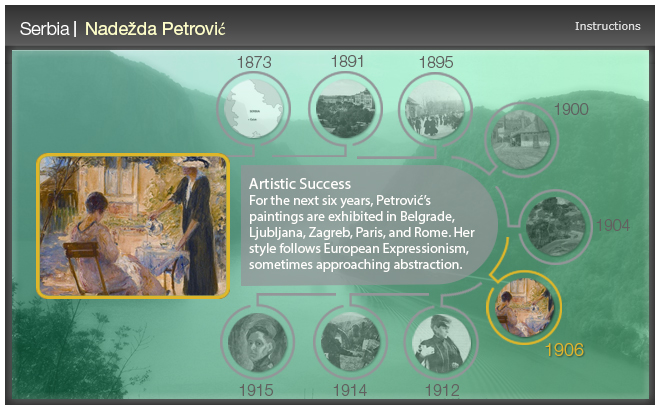 Serbia | Nadežda Petrović
Instructions
1873
1891
1895
1900
1904
Artistic Success
For the next six years, Petrović's
paintings are exhibited in Belgrade,
Ljubljana, Zagreb, Paris, and Rome. Her
style follows European Expressionism,
sometimes approaching abstraction.
1906
1915
1914
1912